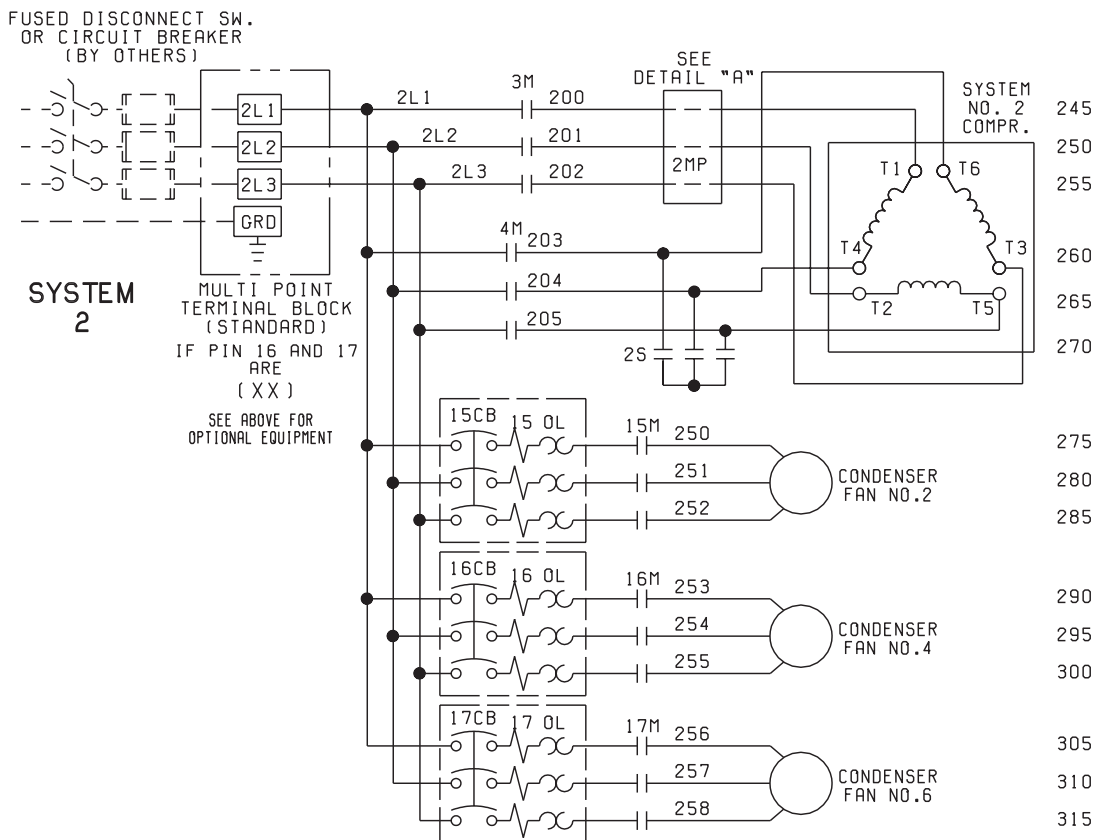 FUSED DISCONNECT SW.
OR CIRCUIT BREAKER
(BY OTHERS)
SEE
DETAIL "A"
SYSTEM
NO. 2
COMPR.
2L1
2L1
3M
200
245
2L2
2L2
201
250
2L3
2L3
202
2MP
T1
T6
255
GRD
4M
203
T4
T3
260
204
T2
T5
265
205
2S
270
SYSTEM
2
MULTI POINT
TERMINAL BLOCK
(STANDARD)
IF PIN 16 AND 17
ARE
(XX)
SEE ABOVE FOR
OPTIONAL EQUIPMENT
15CB
15 OL
15M
250
275
251
CONDENSER
FAN NO.2
280
252
285
16CB
16 OL
16M
253
290
254
CONDENSER
FAN NO.4
295
255
300
17CB
17 OL
17M
256
305
257
CONDENSER
FAN NO.6
310
258
315